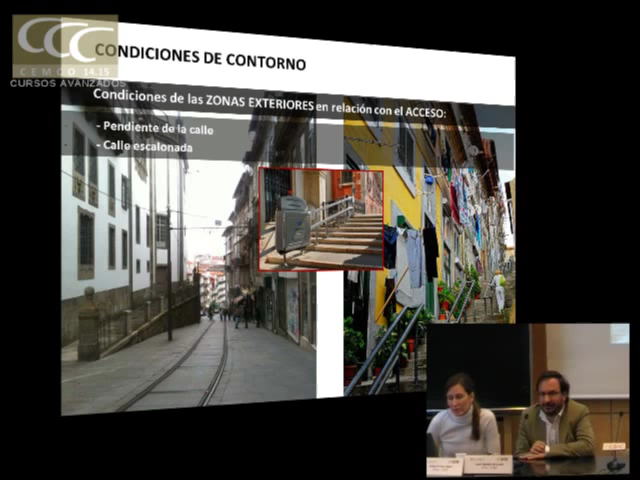 CCC
CEMCO 14.15
CURSOS AVANZADOS
CONDICIONES DE CONTORNO
Condiciones de las ZONAS EXTERIORES en relación con el ACCESO:
- Pendiente de la calle
- Calle escalonada